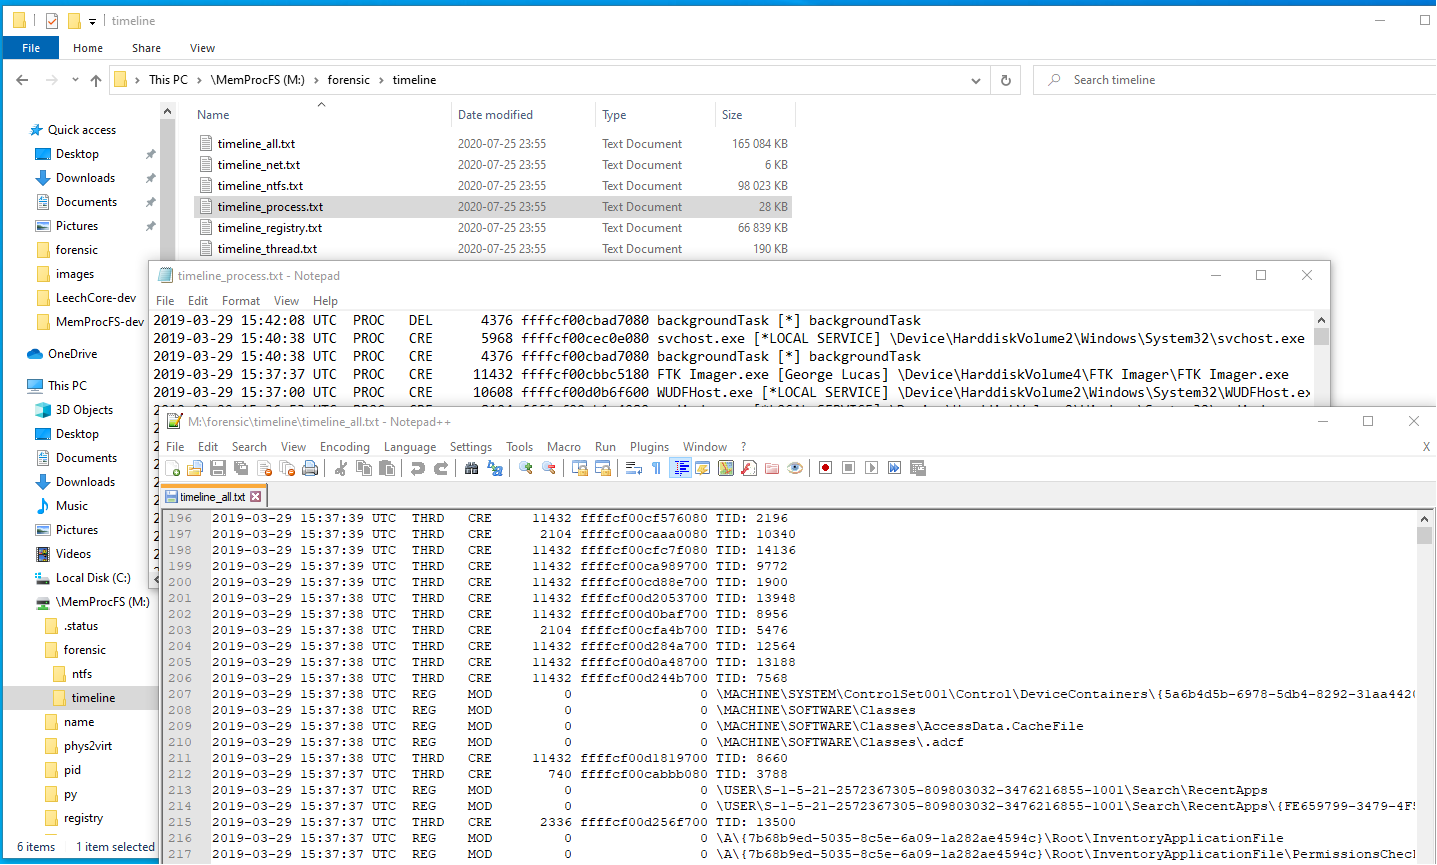 timeline
File Home Share View
This PC \MemProcFS (M:) forensic timeline
Search timeline
Name Date modified Type Size
timeline_all.txt 2020-07-25 23:55 Text Document 165 084 KB
timeline_net.txt 2020-07-25 23:55 Text Document 6 KB
timeline_ntfs.txt 2020-07-25 23:55 Text Document 98 023 KB
timeline_process.txt 2020-07-25 23:55 Text Document 28 KB
timeline_registry.txt 2020-07-25 23:55 Text Document 66 839 KB
timeline_thread.txt 2020-07-25 23:55 Text Document 190 KB
Quick access
Desktop
Downloads
Documents
Pictures
forensic
images
LeechCore-dev
MemProcFS-dev
OneDrive
This PC
3D Objects
Desktop
Documents
Downloads
Music
Pictures
Videos
Local Disk (C:)
\MemProcFS (M:)
.status
forensic
ntfs
timeline
name
phys2virt
pid
py
registry
6 items 1 item selected
timeline_process.txt - Notepad
File Edit Format View Help
2019-03-29 15:42:08 UTC PROC DEL 4376 ffffcf00cbad7080 backgroundTask [*] backgroundTask
2019-03-29 15:40:38 UTC PROC CRE 5968 ffffcf00cec0e080 svchost.exe [*LOCAL SERVICE] \Device\HarddiskVolume2\Windows\System32\svchost.exe
2019-03-29 15:40:38 UTC PROC CRE 4376 ffffcf00cbad7080 backgroundTask [*] backgroundTask
2019-03-29 15:37:37 UTC PROC CRE 11432 ffffcf00cbbc5180 FTK Imager.exe [George Lucas] \Device\HarddiskVolume4\FTK Imager\FTK Imager.exe
2019-03-29 15:37:00 UTC PROC CRE 10608 ffffcf00d0b6f600 WUDFHost.exe [*LOCAL SERVICE] \Device\HarddiskVolume2\Windows\System32\WUDFHost.ex
M:\forensic\timeline\timeline_all.txt - Notepad++
File Edit Search View Encoding Language Settings Tools Macro Run Plugins Window ? X
timeline_all.txt
196 2019-03-29 15:37:39 UTC THRD CRE 11432 ffffcf00cf576080 TID: 2196
197 2019-03-29 15:37:39 UTC THRD CRE 2104 ffffcf00caaa0080 TID: 10340
198 2019-03-29 15:37:39 UTC THRD CRE 11432 ffffcf00cfc7f080 TID: 14136
199 2019-03-29 15:37:39 UTC THRD CRE 11432 ffffcf00ca989700 TID: 9772
200 2019-03-29 15:37:39 UTC THRD CRE 11432 ffffcf00cd88e700 TID: 1900
201 2019-03-29 15:37:38 UTC THRD CRE 11432 ffffcf00d2053700 TID: 13948
202 2019-03-29 15:37:38 UTC THRD CRE 11432 ffffcf00d0baf700 TID: 8956
203 2019-03-29 15:37:38 UTC THRD CRE 2104 ffffcf00cfa4b700 TID: 5476
204 2019-03-29 15:37:38 UTC THRD CRE 11432 ffffcf00d284a700 TID: 12564
205 2019-03-29 15:37:38 UTC THRD CRE 11432 ffffcf00d0a48700 TID: 13188
206 2019-03-29 15:37:38 UTC THRD CRE 11432 ffffcf00d244b700 TID: 7568
207 2019-03-29 15:37:38 UTC REG MOD 0 0 \MACHINE\SYSTEM\ControlSet001\Control\DeviceContainers\{5a6b4d5b-6978-5db4-8292-31aa4420
208 2019-03-29 15:37:38 UTC REG MOD 0 0 \MACHINE\SOFTWARE\Classes
209 2019-03-29 15:37:38 UTC REG MOD 0 0 \MACHINE\SOFTWARE\Classes\AccessData.CacheFile
210 2019-03-29 15:37:38 UTC REG MOD 0 0 \MACHINE\SOFTWARE\Classes\.adcf
211 2019-03-29 15:37:38 UTC THRD CRE 11432 ffffcf00d1819700 TID: 8660
212 2019-03-29 15:37:37 UTC THRD CRE 740 ffffcf00cabbb080 TID: 3788
213 2019-03-29 15:37:37 UTC REG MOD 0 0 \USER\S-1-5-21-2572367305-809803032-3476216855-1001\Search\RecentApps
214 2019-03-29 15:37:37 UTC REG MOD 0 0 \USER\S-1-5-21-2572367305-809803032-3476216855-1001\Search\RecentApps\{FE659799-3479-4F5
215 2019-03-29 15:37:37 UTC THRD CRE 2336 ffffcf00d256f700 TID: 13500
216 2019-03-29 15:37:37 UTC REG MOD 0 0 \A\{7b68b9ed-5035-8c5e-6a09-1a282ae4594c}\Root\InventoryApplicationFile
217 2019-03-29 15:37:37 UTC REG MOD 0 0 \A\{7b68b9ed-5035-8c5e-6a09-1a282ae4594c}\Root\InventoryApplicationFile\PermissionsChec